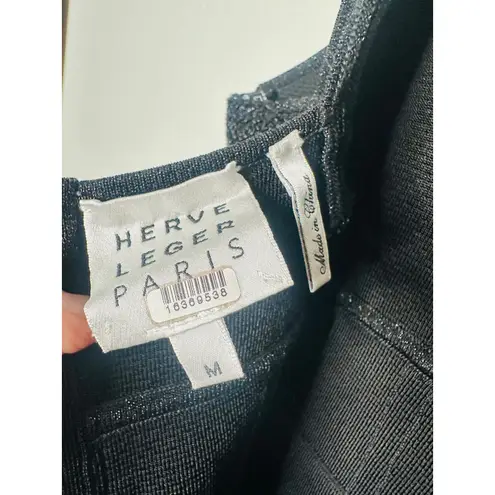 HERVE
LEGER
PARIS
16369538
M
Made in China